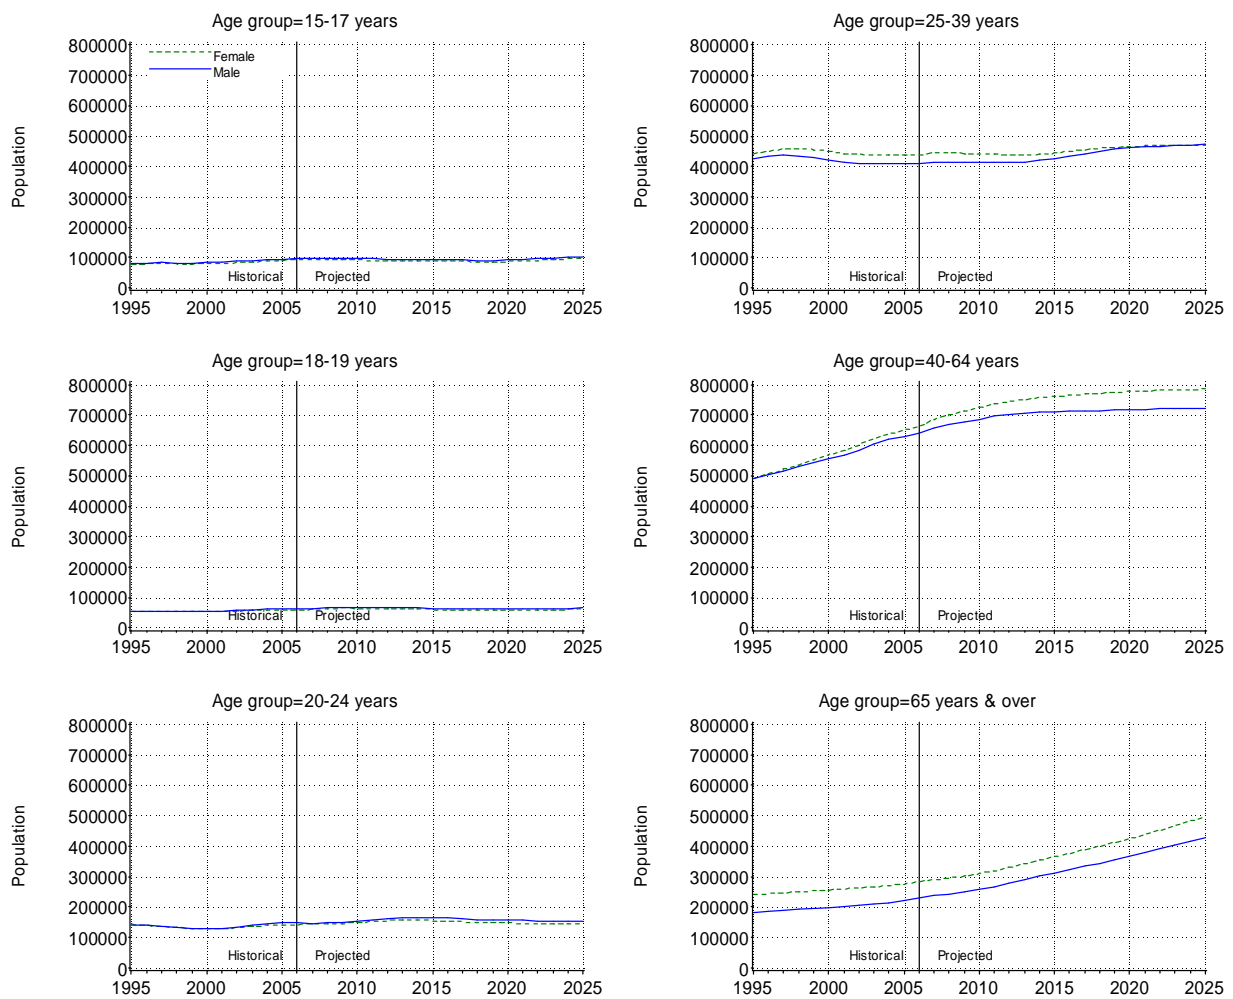 Age group=15-17 years
800000
700000
600000
500000
400000
300000
200000
100000
0
Population
Female
Male
Historical Projected
1995 2000 2005 2010 2015 2020 2025
Age group=25-39 years
800000
700000
600000
500000
400000
300000
200000
100000
0
Population
Historical Projected
1995 2000 2005 2010 2015 2020 2025
Age group=18-19 years
800000
700000
600000
500000
400000
300000
200000
100000
0
Population
Historical Projected
1995 2000 2005 2010 2015 2020 2025
Age group=40-64 years
800000
700000
600000
500000
400000
300000
200000
100000
0
Population
Historical Projected
1995 2000 2005 2010 2015 2020 2025
Age group=20-24 years
800000
700000
600000
500000
400000
300000
200000
100000
0
Population
Historical Projected
1995 2000 2005 2010 2015 2020 2025
Age group=65 years & over
800000
700000
600000
500000
400000
300000
200000
100000
0
Population
Historical Projected
1995 2000 2005 2010 2015 2020 2025